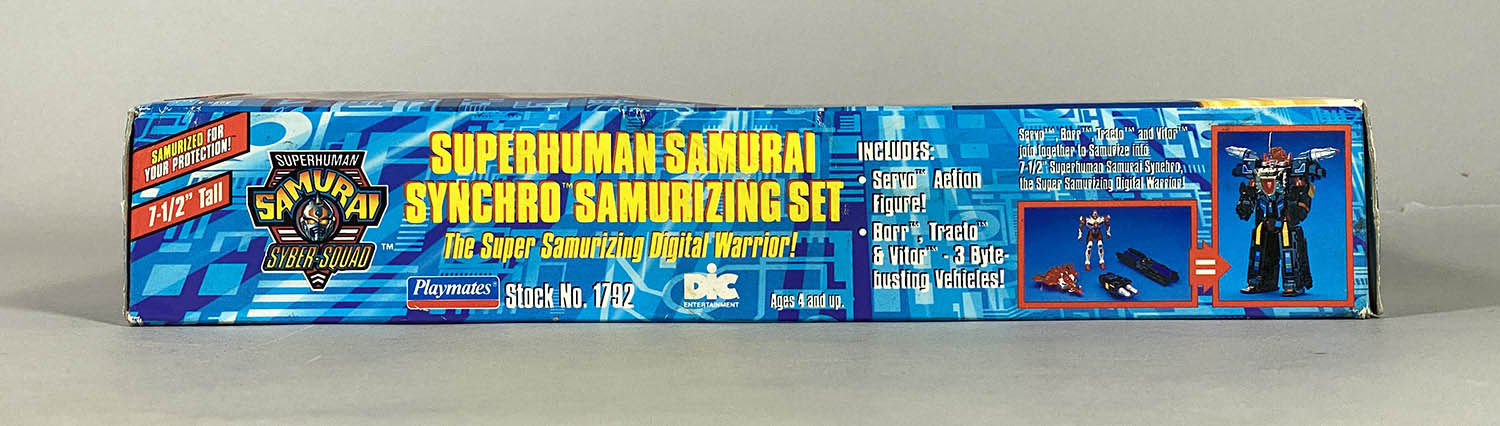 SAMURIZED FOR
YOUR PROTECTION!
7-1/2" Tall
SUPERHUMAN
SAMURAI
SYBER-SQUAD™
SUPERHUMAN SAMURAI
SYNCHRO™ SAMURIZING SET
The Super Samurizing Digital Warrior!
Playmates® Stock No. 1792
DIC
ENTERTAINMENT
Ages 4 and up.
INCLUDES:
• Servo™ Action
figure!
• Borr™, Tracto™
& Vitor™ - 3 Byte-
busting Vehicles!
Servo™ Borr™, Tracto™ and Vitor™
join together to Samurize into
7-1/2" Superhuman Samurai Synchro,
the Super Samurizing Digital Warrior!
=